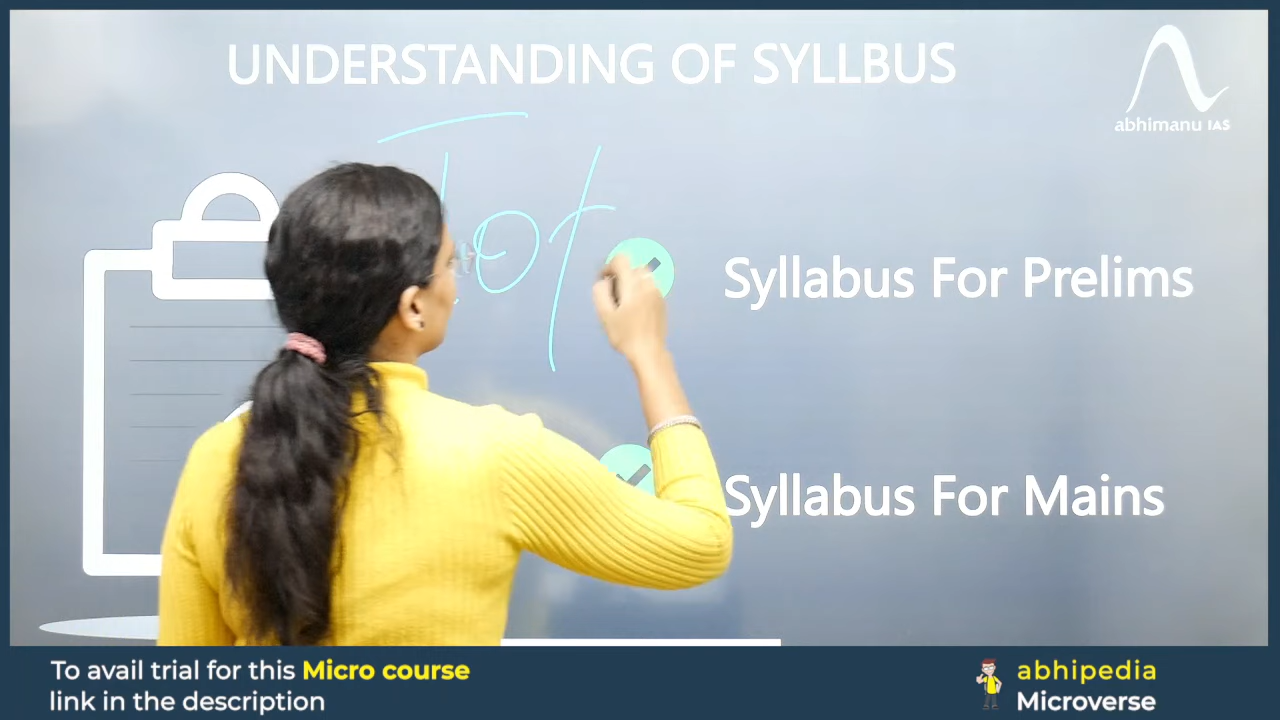 UNDERSTANDING OF SYLLBUS
abhimanu IAS
Tot
Syllabus For Prelims
Syllabus For Mains
To avail trial for this Micro course
link in the description
abhipedia
Microverse